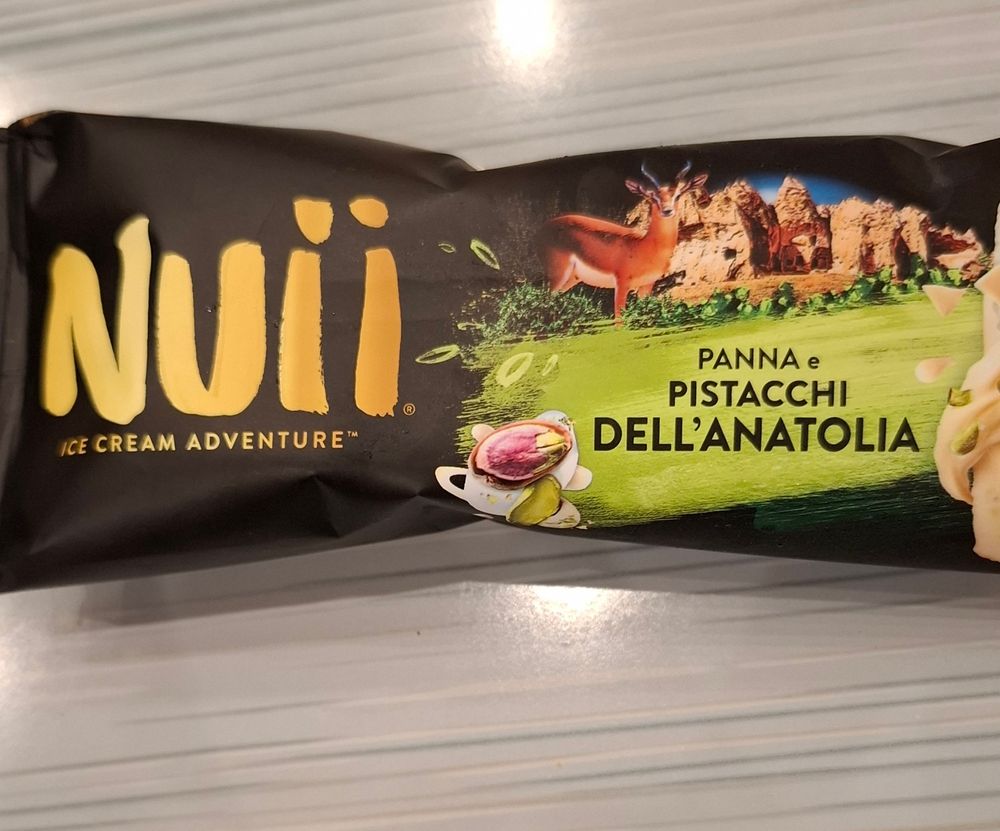 Nuii®
ICE CREAM ADVENTURE™
PANNA e
PISTACCHI
DELL'ANATOLIA